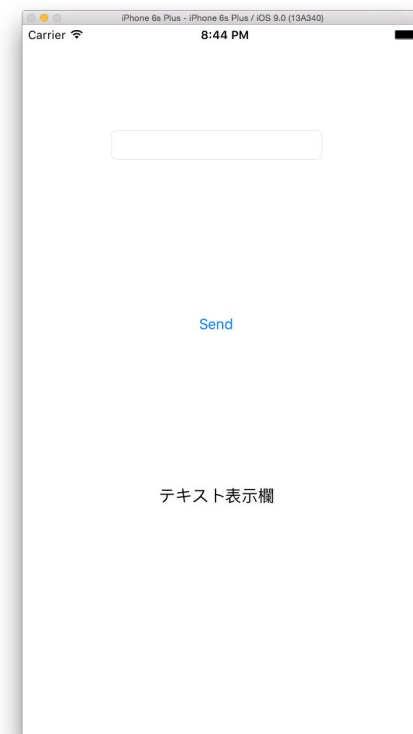 iPhone 6s Plus - iPhone 6s Plus / iOS 9.0 (13A340)
Carrier 8:44 PM
Send
テキスト表示欄